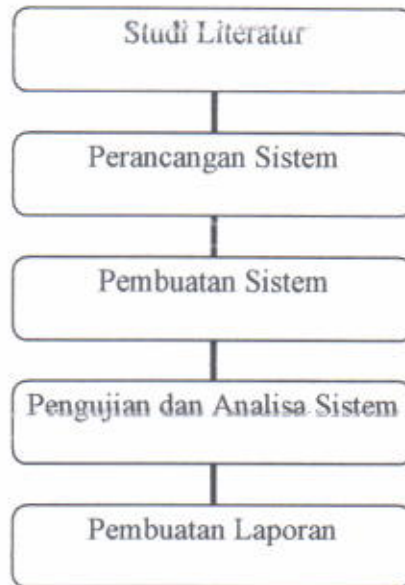 Studi Literatur
Perancangan Sistem
Pembuatan Sistem
Pengujian dan Analisa Sistem
Pembuatan Laporan